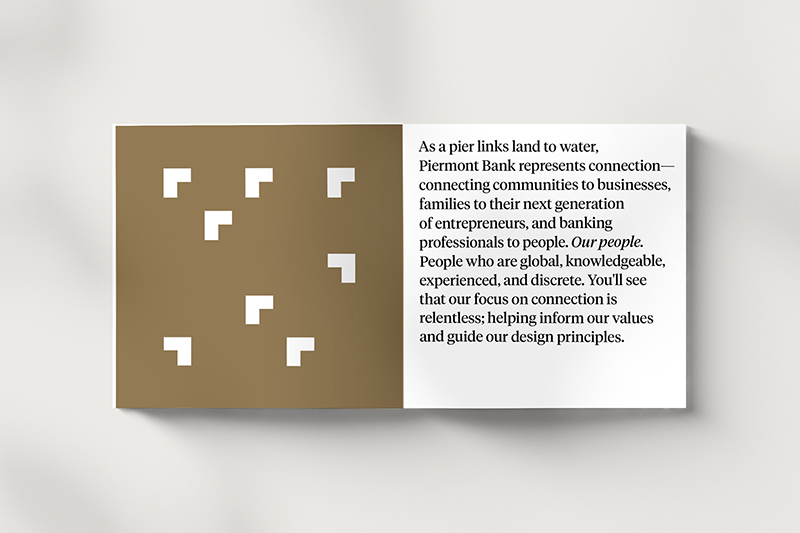 As a pier links land to water,
Piermont Bank represents connection—
connecting communities to businesses,
families to their next generation
of entrepreneurs, and banking
professionals to people. Our people.
People who are global, knowledgeable,
experienced, and discrete. You'll see
that our focus on connection is
relentless; helping inform our values
and guide our design principles.